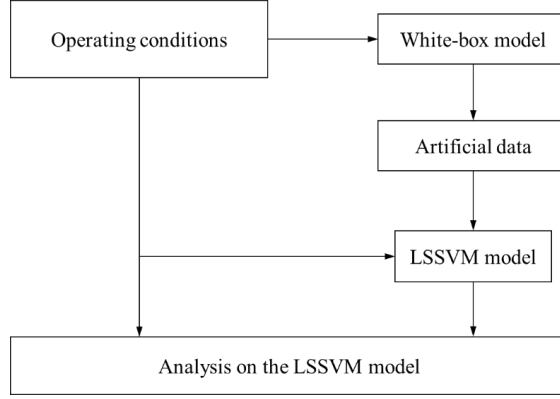 Operating conditions
White-box model
Artificial data
LSSVM model
Analysis on the LSSVM model